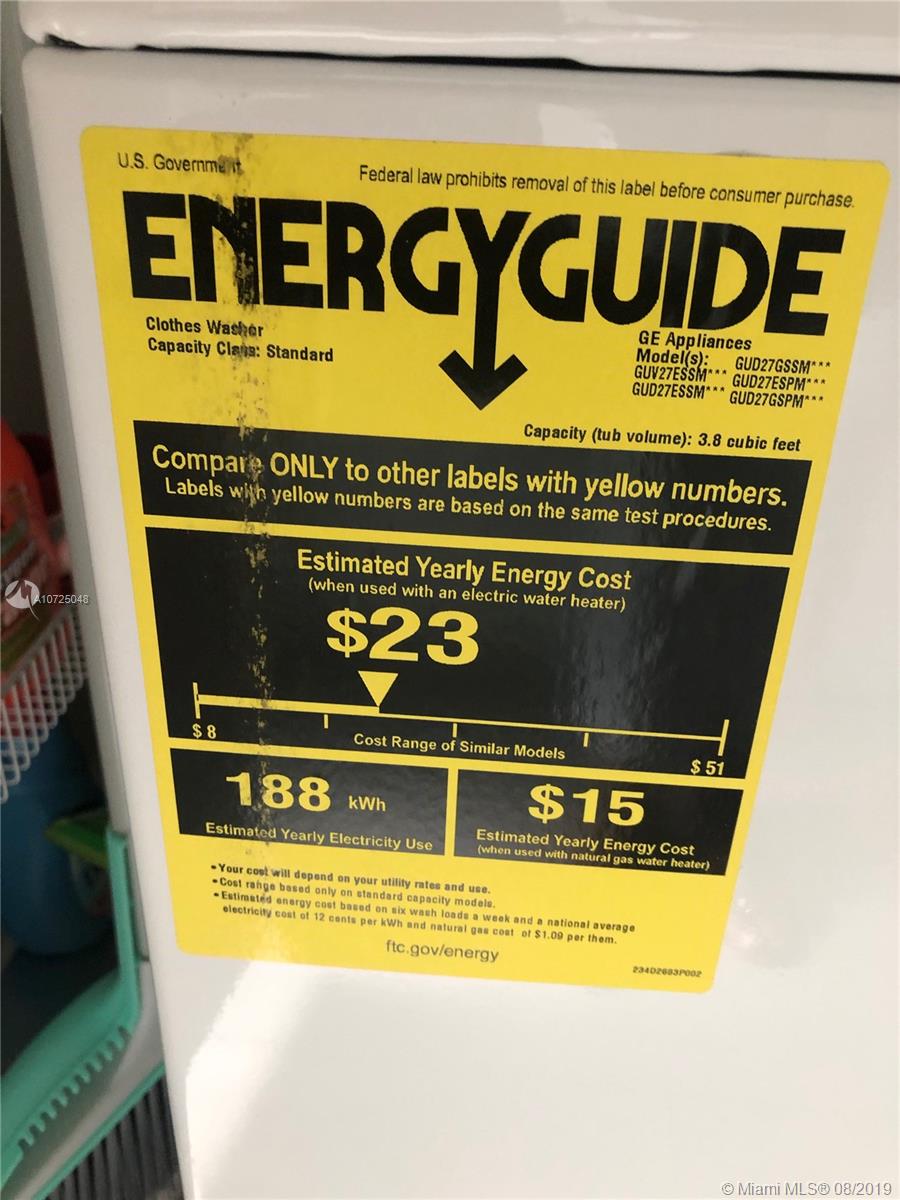 U.S. Government
Federal law prohibits removal of this label before consumer purchase.
ENERGYGUIDE
Clothes Washer
Capacity Class: Standard
GE Appliances
Model(s): GUD27GSSM***
GUV27ESSM*** GUD27ESPM***
GUD27ESSM*** GUD27GSPM***
Capacity (tub volume): 3.8 cubic feet
Compare ONLY to other labels with yellow numbers.
Labels with yellow numbers are based on the same test procedures.
Estimated Yearly Energy Cost
(when used with an electric water heater)
$23
$8
$51
Cost Range of Similar Models
188 kWh
Estimated Yearly Electricity Use
$15
Estimated Yearly Energy Cost
(when used with natural gas water heater)
•Your cost will depend on your utility rates and use.
•Cost range based only on standard capacity models.
•Estimated energy cost based on six wash loads a week and a national average
electricity cost of 12 cents per kWh and natural gas cost of $1.09 per them.
ftc.gov/energy
234D2693P002
A10725048
© Miami MLS® 08/2019